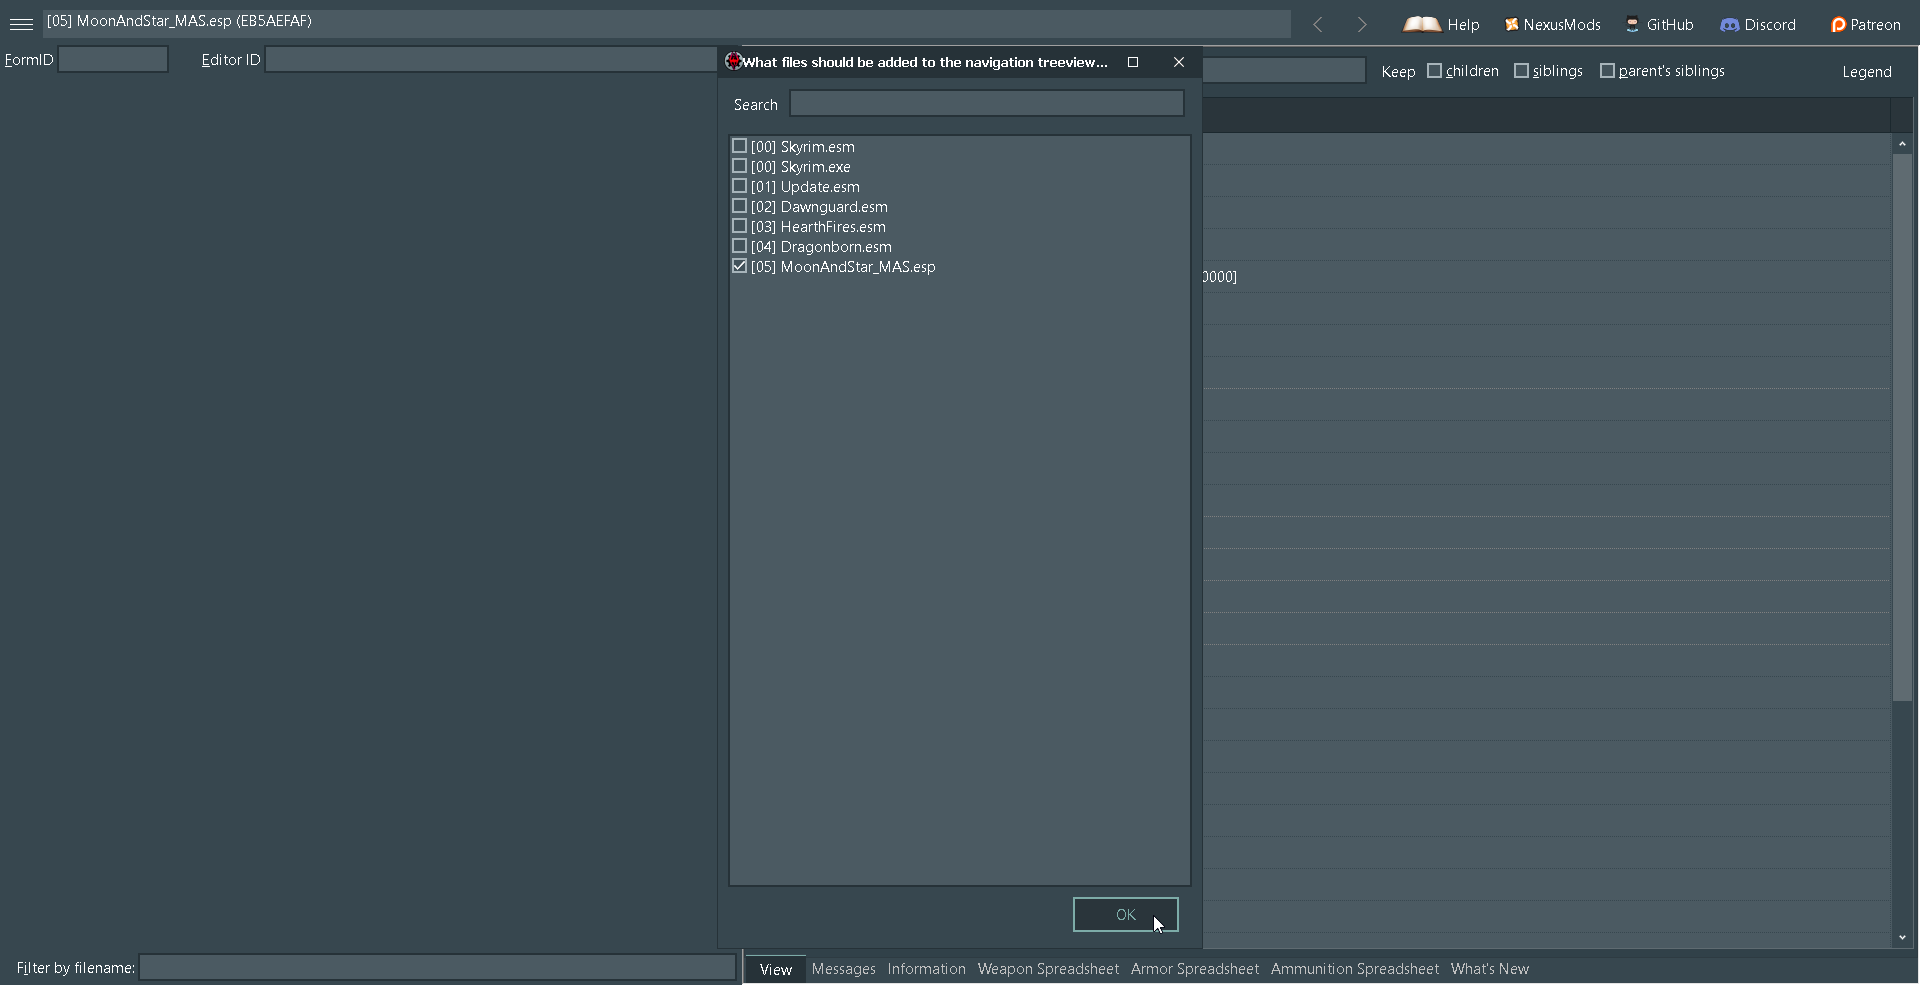 [05] MoonAndStar_MAS.esp (EB5AEFAF)
Help
NexusMods
GitHub
Discord
Patreon
FormID
Editor ID
Keep
children
siblings
parent's siblings
Legend
What files should be added to the navigation treeview...
Search
[00] Skyrim.esm
[00] Skyrim.exe
[01] Update.esm
[02] Dawnguard.esm
[03] HearthFires.esm
[04] Dragonborn.esm
[05] MoonAndStar_MAS.esp
0000]
OK
Filter by filename:
View
Messages
Information
Weapon Spreadsheet
Armor Spreadsheet
Ammunition Spreadsheet
What's New